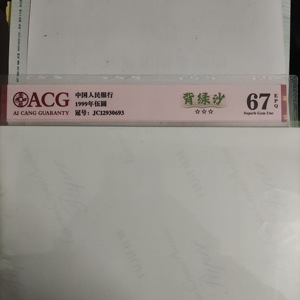 ACG
AI CANG GUARANTY
中国人民银行
1999年伍圆
冠号: JC12930693
背绿沙
☆☆☆
67
EPQ
Superb Gem Unc